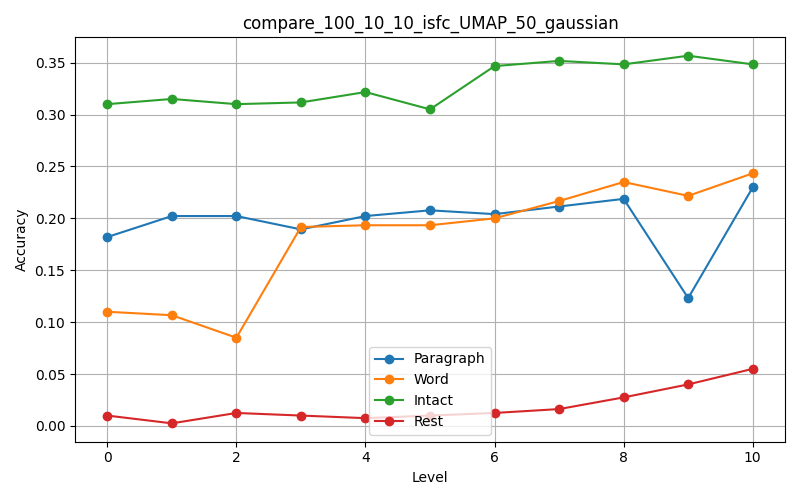 compare_100_10_10_isfc_UMAP_50_gaussian
0.35
0.30
0.25
0.20
0.15
0.10
0.05
0.00
Accuracy
Paragraph
Word
Intact
Rest
0 2 4 6 8 10
Level